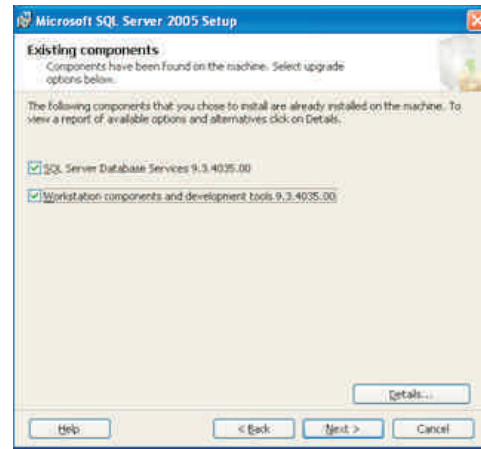 Microsoft SQL Server 2005 Setup
Existing components
Components have been found on the machine. Select upgrade
options below.
The following components that you chose to install are already installed on the machine. To
view a report of available options and alternatives click on Details.
SQL Server Database Services 9.3.4035.00
Workstation components and development tools 9.3.4035.00
Details...
Help
< Back
Next >
Cancel